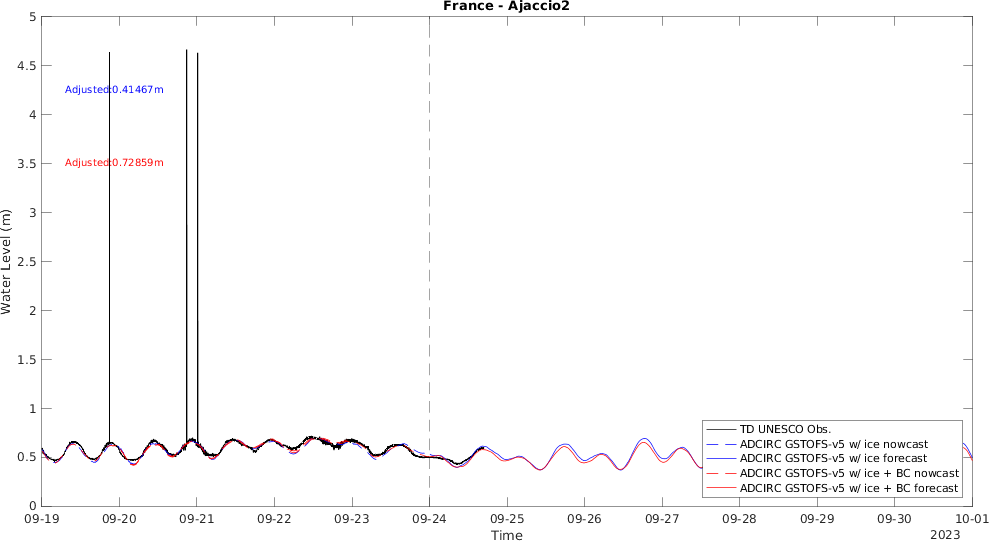 France - Ajaccio2
5
4.5
4
3.5
3
2.5
2
1.5
1
0.5
0
Water Level (m)
Adjusted:0.41467m
Adjusted:0.72859m
TD UNESCO Obs.
ADCIRC GSTOFS-v5 w/ ice nowcast
ADCIRC GSTOFS-v5 w/ ice forecast
ADCIRC GSTOFS-v5 w/ ice + BC nowcast
ADCIRC GSTOFS-v5 w/ ice + BC forecast
09-19 09-20 09-21 09-22 09-23 09-24 09-25 09-26 09-27 09-28 09-29 09-30 10-01
Time
2023